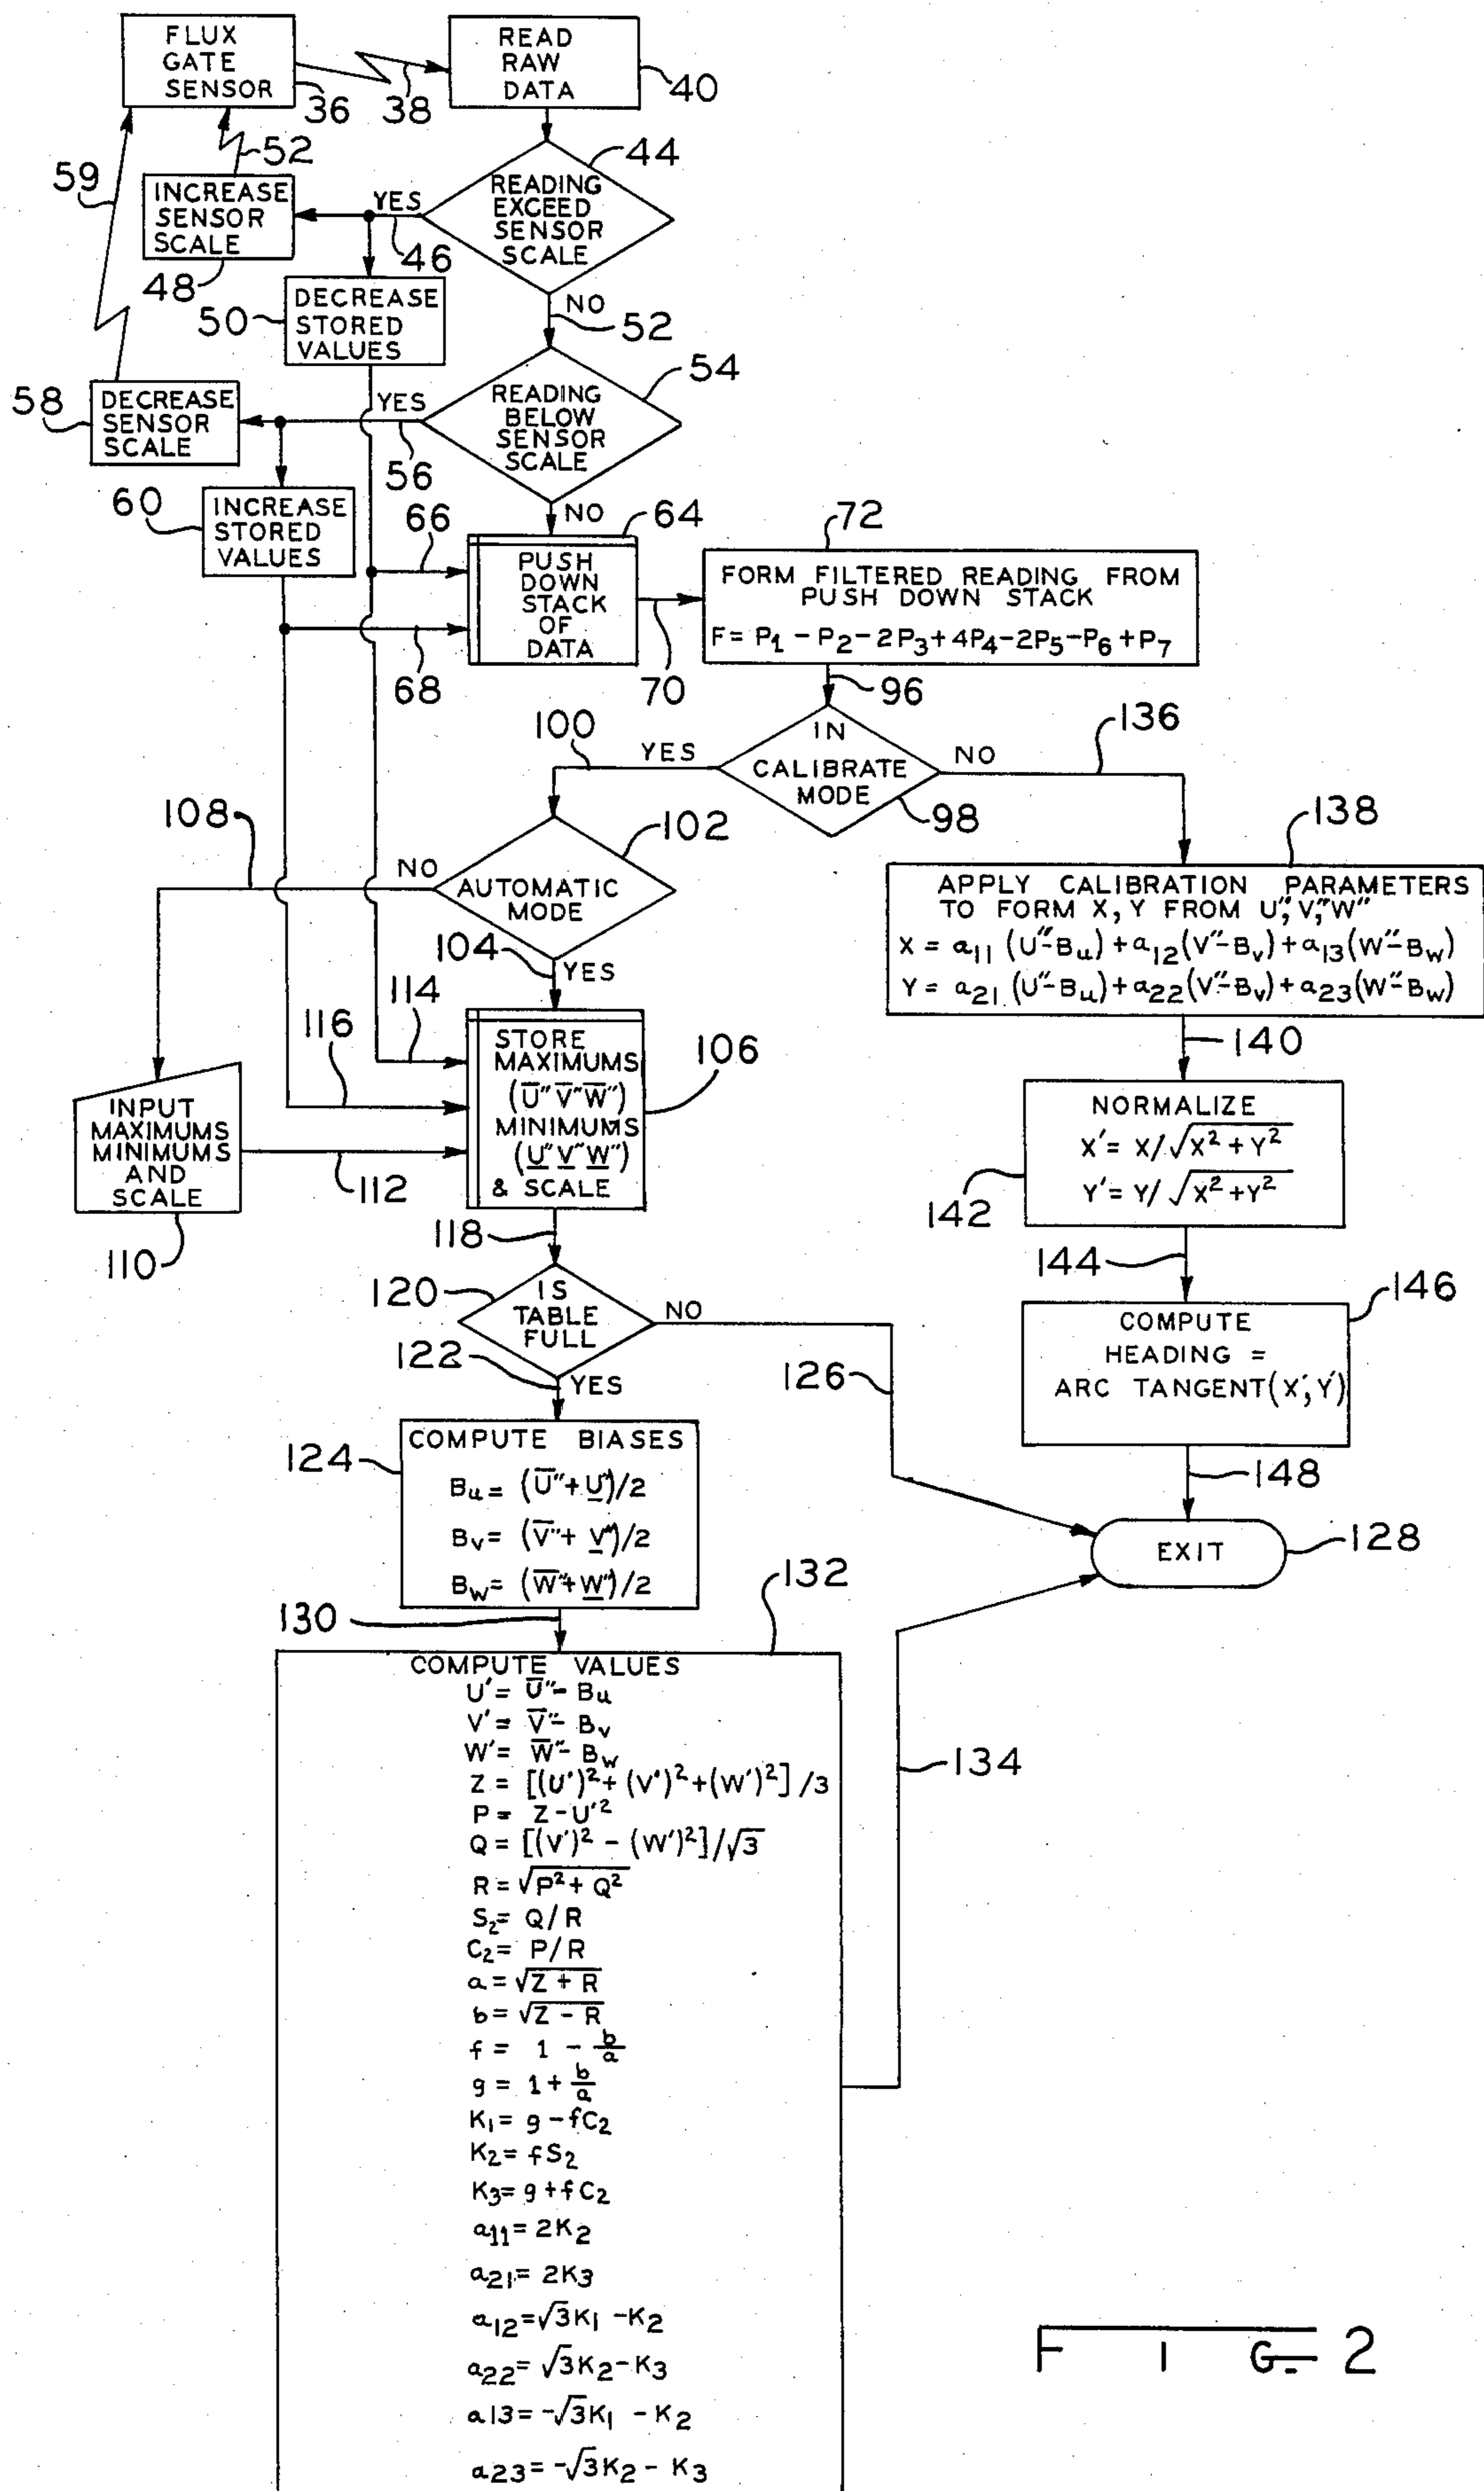 FLUX
GATE
SENSOR
36
38
READ
RAW
DATA
40
52
59
INCREASE
SENSOR
SCALE
48
YES
46
READING
EXCEED
SENSOR
SCALE
44
50
DECREASE
STORED
VALUES
NO
52
58
DECREASE
SENSOR
SCALE
YES
56
READING
BELOW
SENSOR
SCALE
54
60
INCREASE
STORED
VALUES
NO
66
68
64
PUSH
DOWN
STACK
OF
DATA
70
72
FORM FILTERED READING FROM
PUSH DOWN STACK
F = P1 - P2 - 2P3 + 4P4 - 2P5 - P6 + P7
96
100
YES
IN
CALIBRATE
MODE
98
NO
136
108
NO
AUTOMATIC
MODE
102
104
YES
138
APPLY CALIBRATION PARAMETERS
TO FORM X, Y FROM U", V", W"
X = a11 (U" - Bu) + a12 (V" - Bv) + a13 (W" - Bw)
Y = a21 (U" - Bu) + a22 (V" - Bv) + a23 (W" - Bw)
140
114
116
STORE
MAXIMUMS
(U̅" V̅" W̅")
MINIMUMS
(U̲" V̲" W̲")
& SCALE
106
INPUT
MAXIMUMS
MINIMUMS
AND
SCALE
110
112
NORMALIZE
X' = X/√X² + Y²
Y' = Y/√X² + Y²
142
144
118
120
IS
TABLE
FULL
NO
122
YES
126
COMPUTE
HEADING =
ARC TANGENT (X', Y')
146
148
124
COMPUTE BIASES
Bu = (U̅" + U̲")/2
Bv = (V̅" + V̲")/2
Bw = (W̅" + W̲")/2
EXIT
128
130
132
COMPUTE VALUES
U' = U̅" - Bu
V' = V̅" - Bv
W' = W̅" - Bw
Z = [(U')² + (V')² + (W')²] /3
P = Z - U'²
Q = [(V')² - (W')²]/√3
R = √P² + Q²
S2 = Q/R
C2 = P/R
a = √Z + R
b = √Z - R
f = 1 - b/a
g = 1 + b/a
K1 = g - fC2
K2 = fS2
K3 = g + fC2
a11 = 2K2
a21 = 2K3
a12 = √3K1 - K2
a22 = √3K2 - K3
a13 = -√3K1 - K2
a23 = -√3K2 - K3
134
FIG. 2